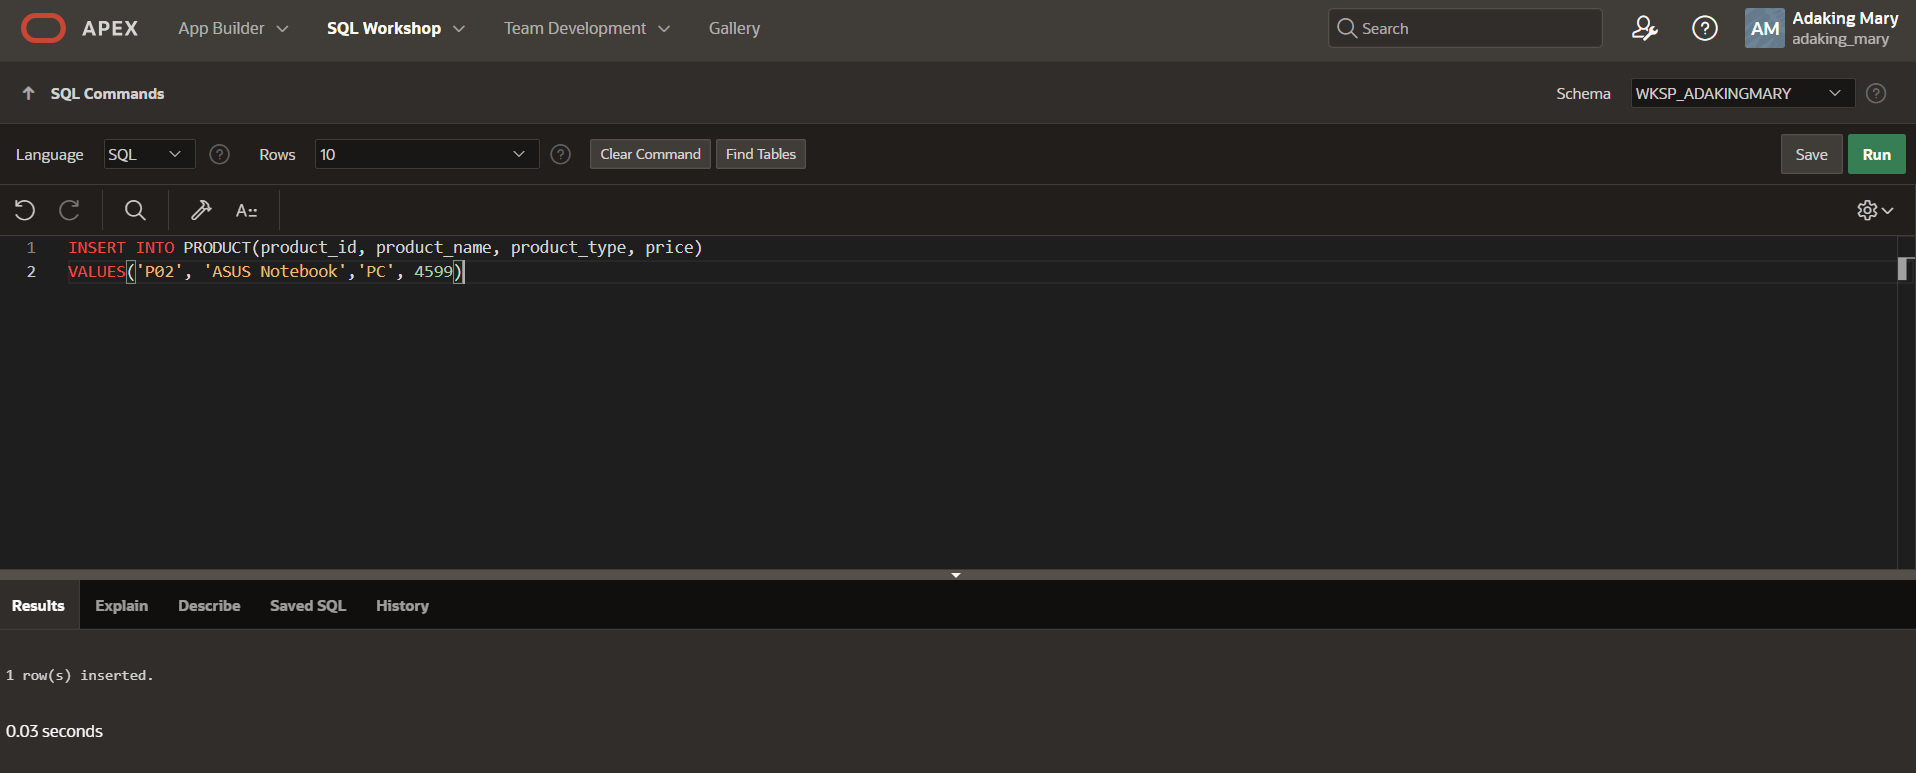 APEX App Builder SQL Workshop Team Development Gallery Search AM Adaking Mary
adaking_mary
SQL Commands Schema WKSP_ADAKINGMARY
Language SQL Rows 10 Clear Command Find Tables Save Run
A
1 INSERT INTO PRODUCT(product_id, product_name, product_type, price)
2 VALUES('P02', 'ASUS Notebook','PC', 4599)
Results Explain Describe Saved SQL History
1 row(s) inserted.
0.03 seconds